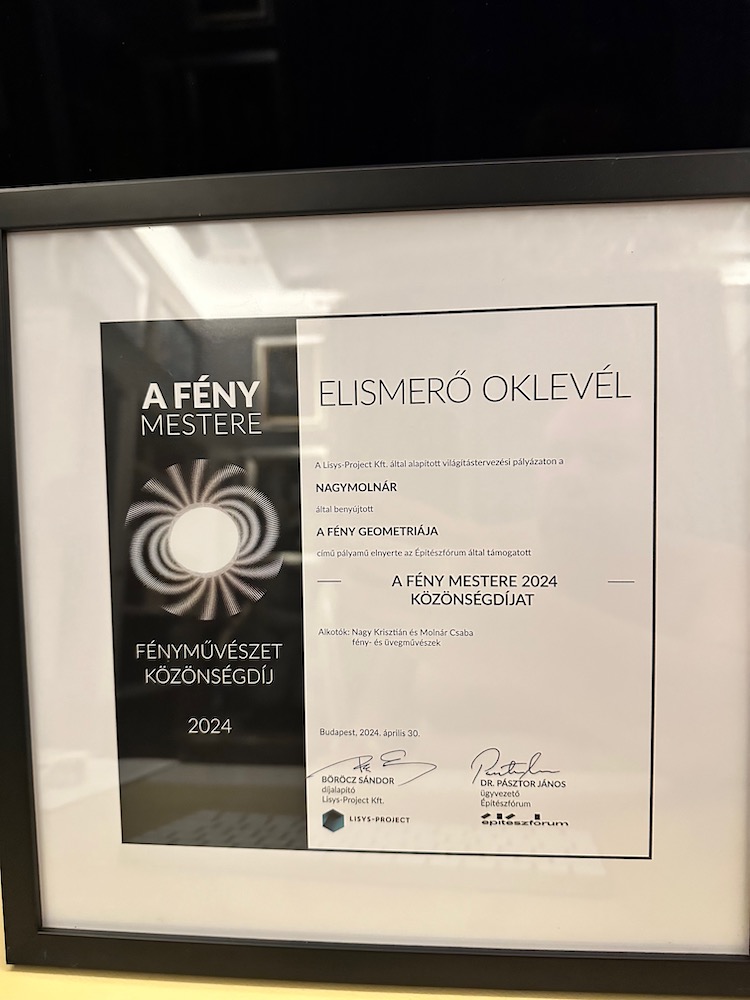 A FÉNY
MESTERE
FÉNYMŰVÉSZET
KÖZÖNSÉGDÍJ
2024
ELISMERŐ OKLEVÉL
A Lisys-Project Kft. által alapított világítástervezési pályázaton a
NAGYMOLNÁR
által benyújtott
A FÉNY GEOMETRIÁJA
című pályamű elnyerte az Építészfórum által támogatott
A FÉNY MESTERE 2024
KÖZÖNSÉGDÍJAT
Alkotók: Nagy Krisztián és Molnár Csaba
fény- és üvegművészek
Budapest, 2024. április 30.
BÖRÖCZ SÁNDOR
díjalapító
Lisys-Project Kft.
LISYS-PROJECT
DR. PÁSZTOR JÁNOS
ügyvezető
Építészfórum
építészfórum